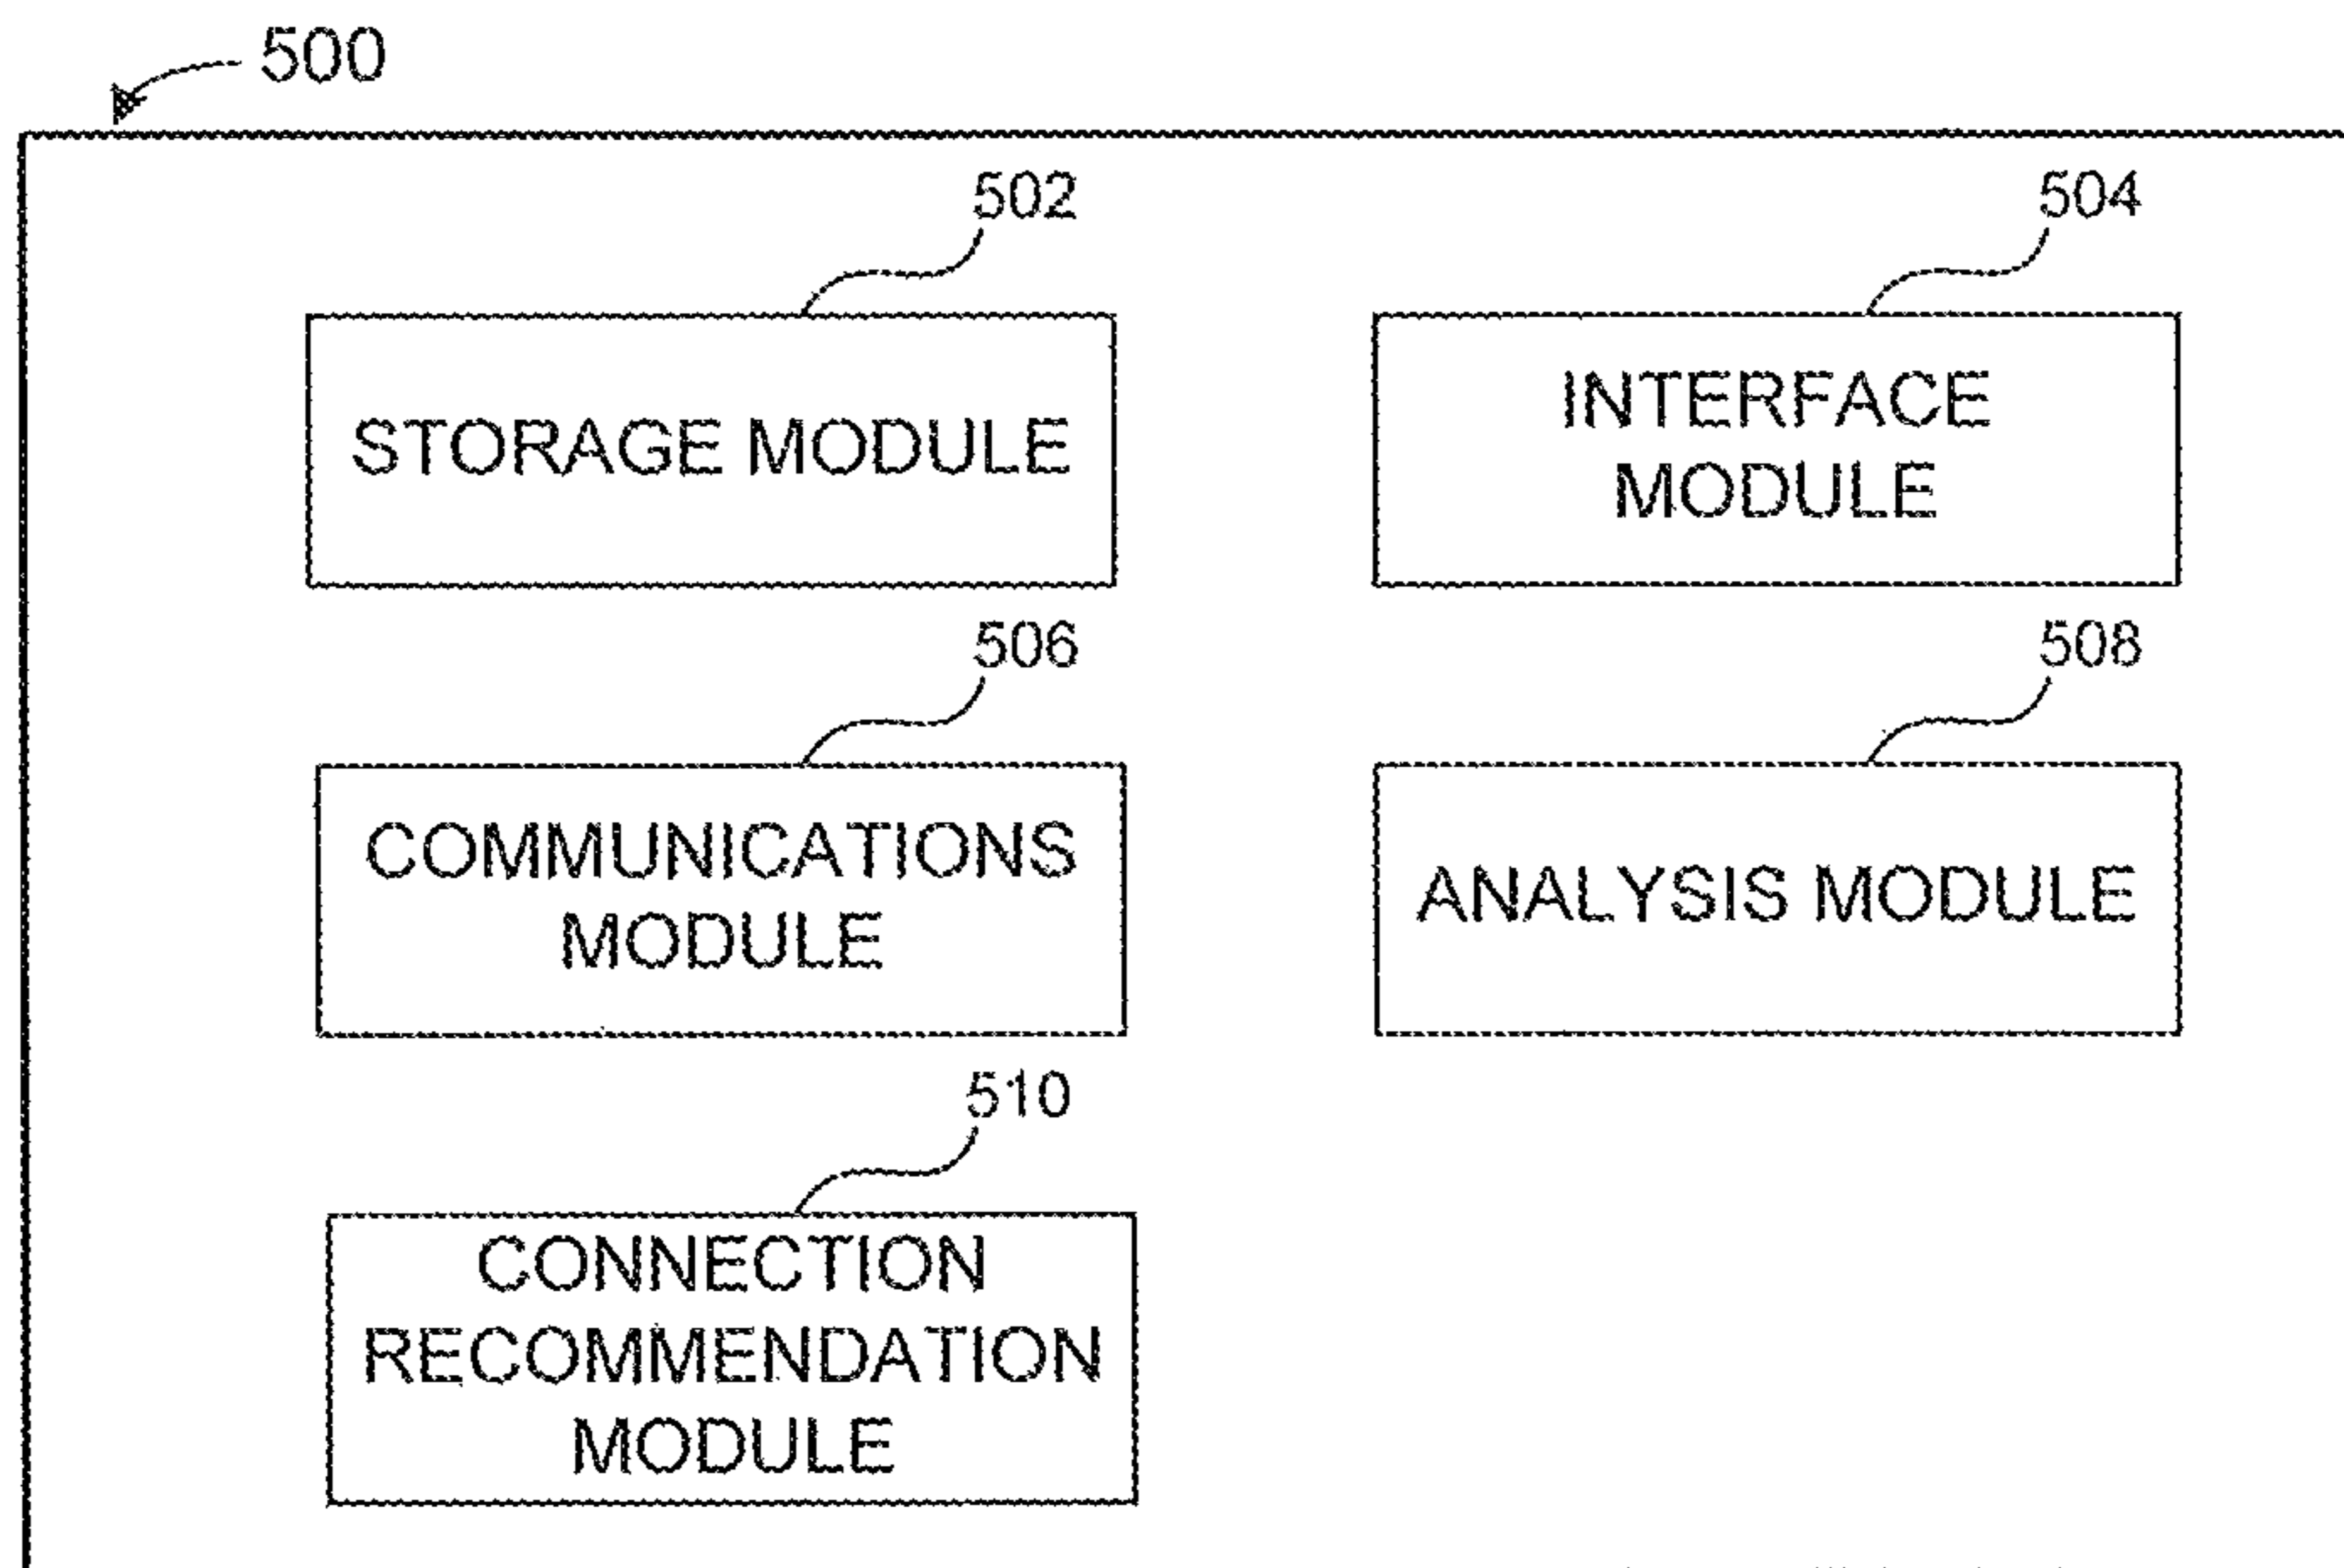 500
502
504
STORAGE MODULE
INTERFACE
MODULE
506
508
COMMUNICATIONS
MODULE
ANALYSIS MODULE
510
CONNECTION
RECOMMENDATION
MODULE